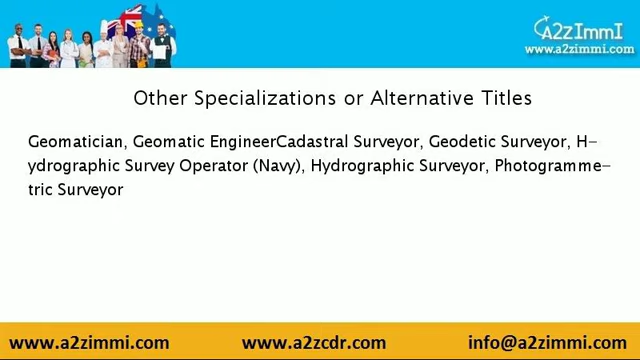 A2zImmI
www.a2zimmi.com
Other Specializations or Alternative Titles
Geomatician, Geomatic EngineerCadastral Surveyor, Geodetic Surveyor, H-
ydrographic Survey Operator (Navy), Hydrographic Surveyor, Photogramme-
tric Surveyor
www.a2zimmi.com www.a2zcdr.com info@a2zimmi.com